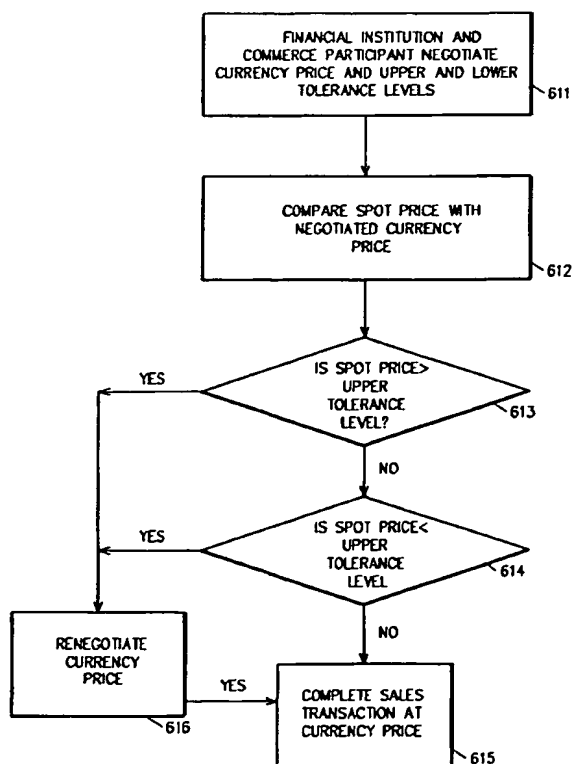 FINANCIAL INSTITUTION AND
COMMERCE PARTICIPANT NEGOTIATE
CURRENCY PRICE AND UPPER AND LOWER
TOLERANCE LEVELS
611
COMPARE SPOT PRICE WITH
NEGOTIATED CURRENCY
PRICE
612
IS SPOT PRICE>
UPPER
TOLERANCE
LEVEL?
613
YES
NO
IS SPOT PRICE<
UPPER
TOLERANCE
LEVEL
614
YES
NO
RENEGOTIATE
CURRENCY
PRICE
616
YES
COMPLETE SALES
TRANSACTION AT
CURRENCY PRICE
615